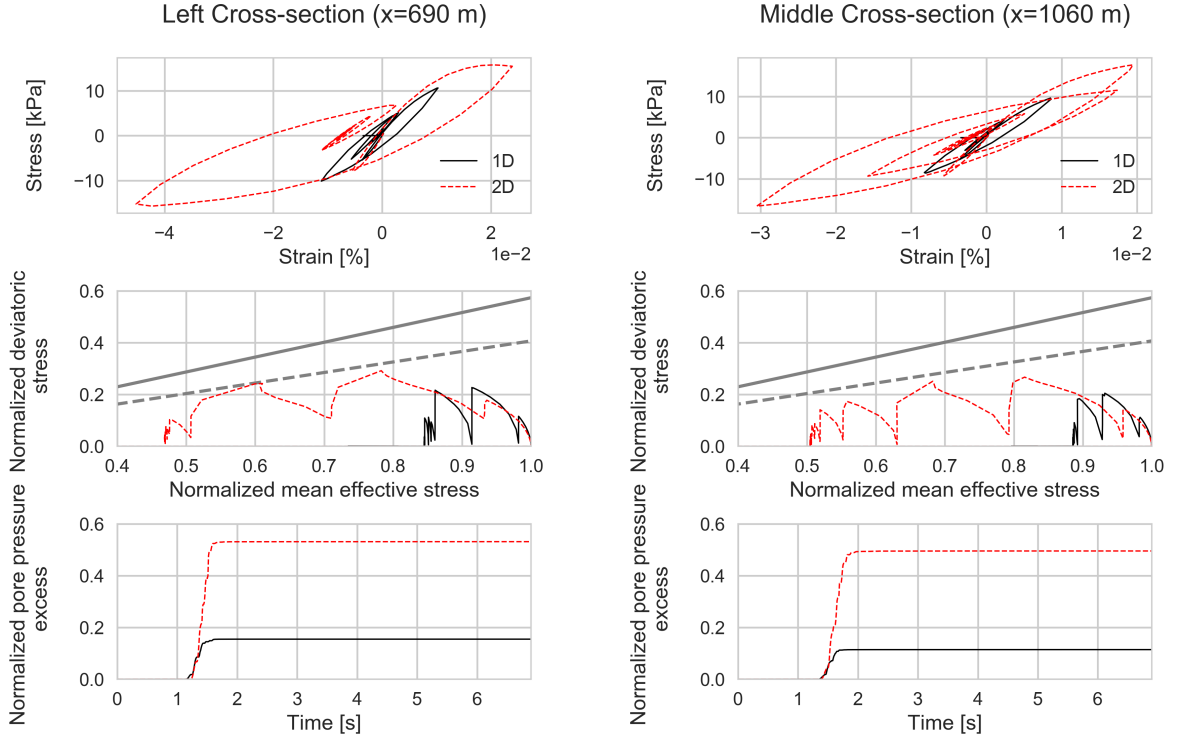 Left Cross-section (x=690 m)
Middle Cross-section (x=1060 m)
Stress [kPa]
10
0
−10
1D
2D
−4
−2
0
2
Strain [%]
1e−2
Stress [kPa]
10
0
−10
1D
2D
−3
−2
−1
0
1
2
Strain [%]
1e−2
Normalized deviatoric
stress
0.6
0.4
0.2
0.0
0.4
0.5
0.6
0.7
0.8
0.9
1.0
Normalized mean effective stress
Normalized deviatoric
stress
0.6
0.4
0.2
0.0
0.4
0.5
0.6
0.7
0.8
0.9
1.0
Normalized mean effective stress
Normalized pore pressure
excess
0.6
0.4
0.2
0.0
0
1
2
3
4
5
6
Time [s]
Normalized pore pressure
excess
0.6
0.4
0.2
0.0
0
1
2
3
4
5
6
Time [s]